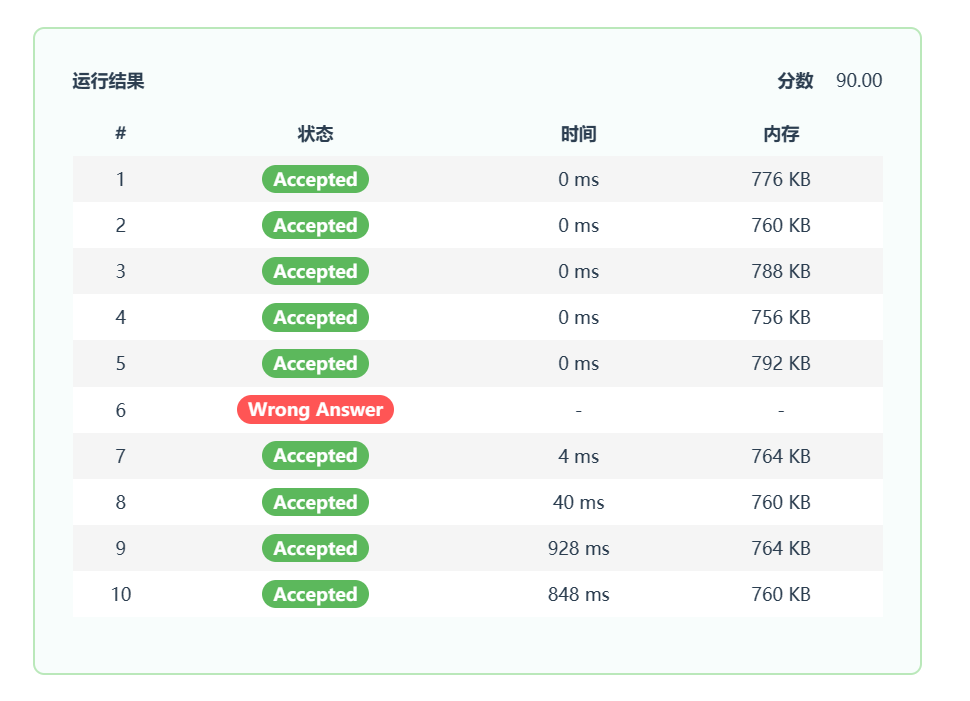 运行结果 分数 90.00
# 状态 时间 内存
1 Accepted 0 ms 776 KB
2 Accepted 0 ms 760 KB
3 Accepted 0 ms 788 KB
4 Accepted 0 ms 756 KB
5 Accepted 0 ms 792 KB
6 Wrong Answer - -
7 Accepted 4 ms 764 KB
8 Accepted 40 ms 760 KB
9 Accepted 928 ms 764 KB
10 Accepted 848 ms 760 KB